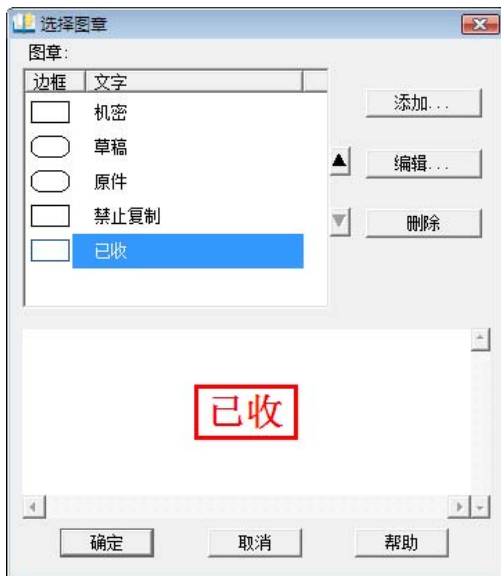 选择图章
图章:
边框 文字
机密
草稿
原件
禁止复制
已收
添加...
编辑...
删除
已收
确定 取消 帮助